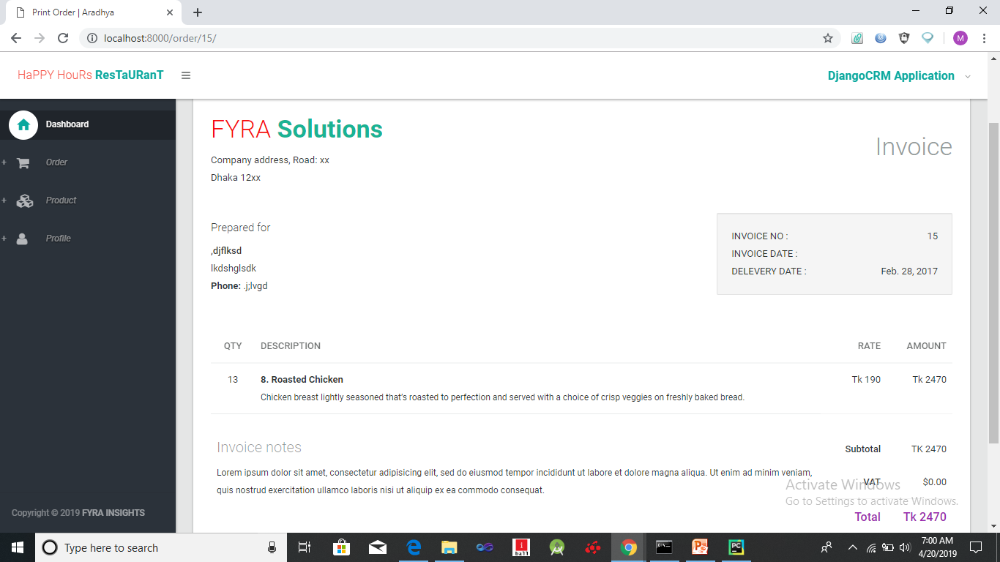 Print Order | Aradhya
localhost:8000/order/15/
M
HaPPY HouRs ResTaURanT
DjangoCRM Application
Dashboard
+ Order
+ Product
+ Profile
Copyright © 2019 FYRA INSIGHTS
FYRA Solutions
Invoice
Company address, Road: xx
Dhaka 12xx
Prepared for
,djflksd
lkdshglsdk
Phone: .j;lvgd
INVOICE NO : 15
INVOICE DATE :
DELEVERY DATE : Feb. 28, 2017
QTY DESCRIPTION RATE AMOUNT
13 8. Roasted Chicken Tk 190 Tk 2470
Chicken breast lightly seasoned that's roasted to perfection and served with a choice of crisp veggies on freshly baked bread.
Invoice notes
Lorem ipsum dolor sit amet, consectetur adipisicing elit, sed do eiusmod tempor incididunt ut labore et dolore magna aliqua. Ut enim ad minim veniam,
quis nostrud exercitation ullamco laboris nisi ut aliquip ex ea commodo consequat.
Subtotal TK 2470
VAT $0.00
Total Tk 2470
Activate Windows
Go to Settings to activate Windows.
Type here to search
i
ball
C:\
P
PC
7:00 AM
4/20/2019